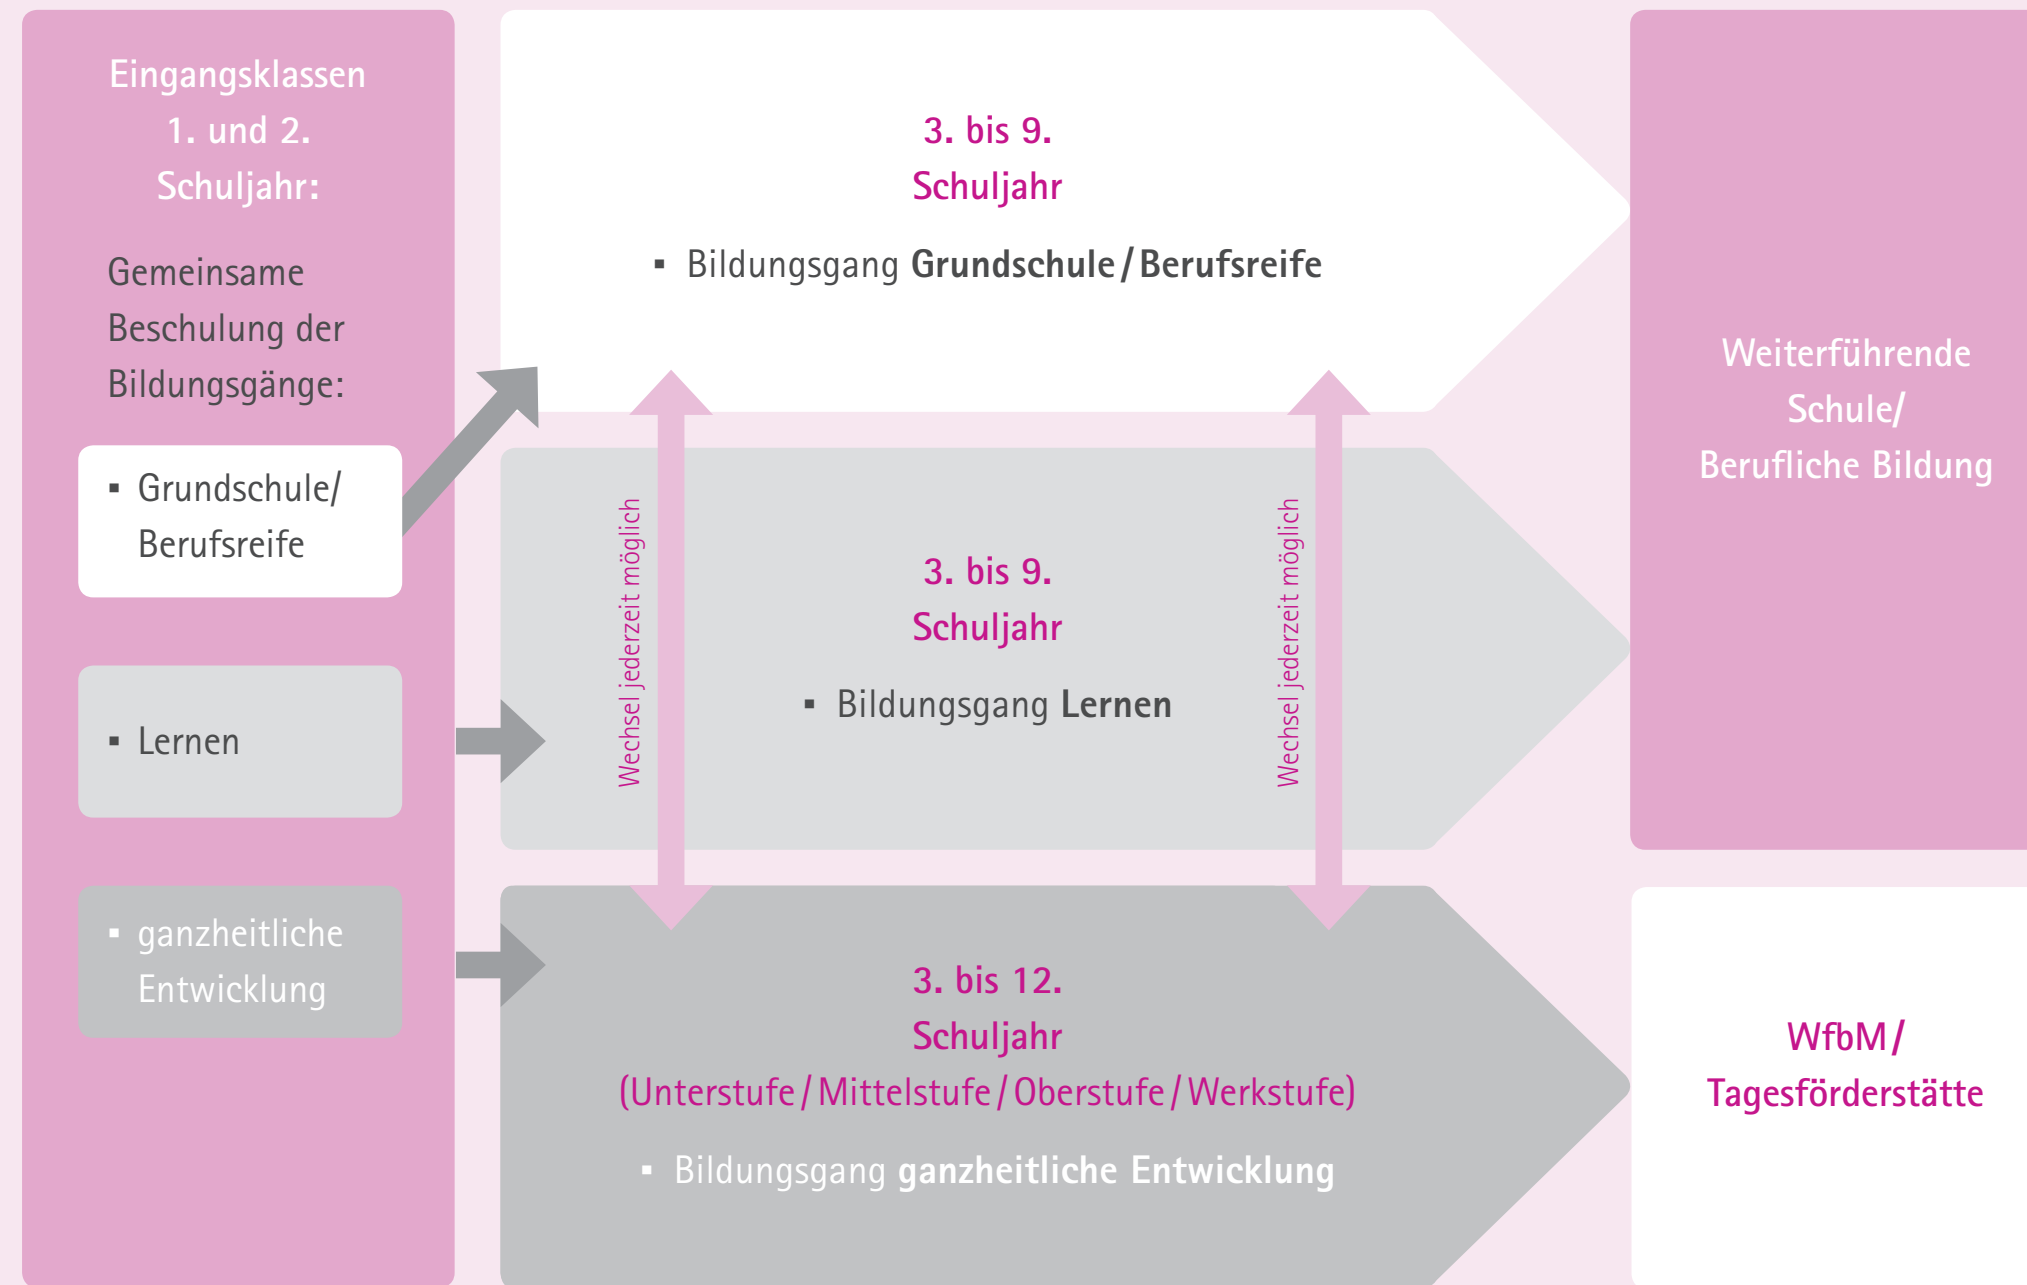 Eingangsklassen
1. und 2.
Schuljahr:
Gemeinsame
Beschulung der
Bildungsgänge:
▪ Grundschule/
Berufsreife
▪ Lernen
▪ ganzheitliche
Entwicklung
3. bis 9.
Schuljahr
▪ Bildungsgang Grundschule/Berufsreife
Wechsel jederzeit möglich
3. bis 9.
Schuljahr
▪ Bildungsgang Lernen
Wechsel jederzeit möglich
3. bis 12.
Schuljahr
(Unterstufe/Mittelstufe/Oberstufe/Werkstufe)
▪ Bildungsgang ganzheitliche Entwicklung
Weiterführende
Schule/
Berufliche Bildung
WfbM/
Tagesförderstätte